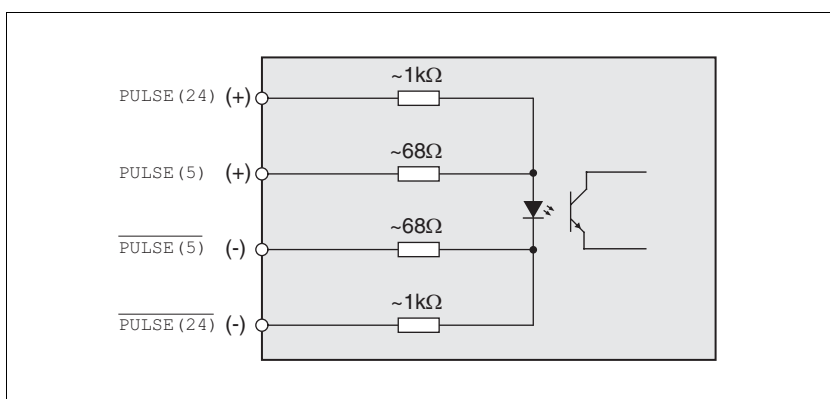 ~1kΩ
PULSE(24) (+)
~68Ω
PULSE(5) (+)
~68Ω
PULSE(5) (-)
~1kΩ
PULSE(24) (-)